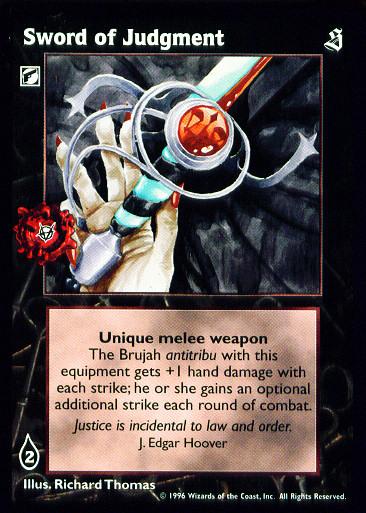 Sword of Judgment
Unique melee weapon
The Brujah antitribu with this
equipment gets +1 hand damage with
each strike; he or she gains an optional
additional strike each round of combat.
Justice is incidental to law and order.
J. Edgar Hoover
2
Illus. Richard Thomas
© 1996 Wizards of the Coast, Inc. All Rights Reserved.